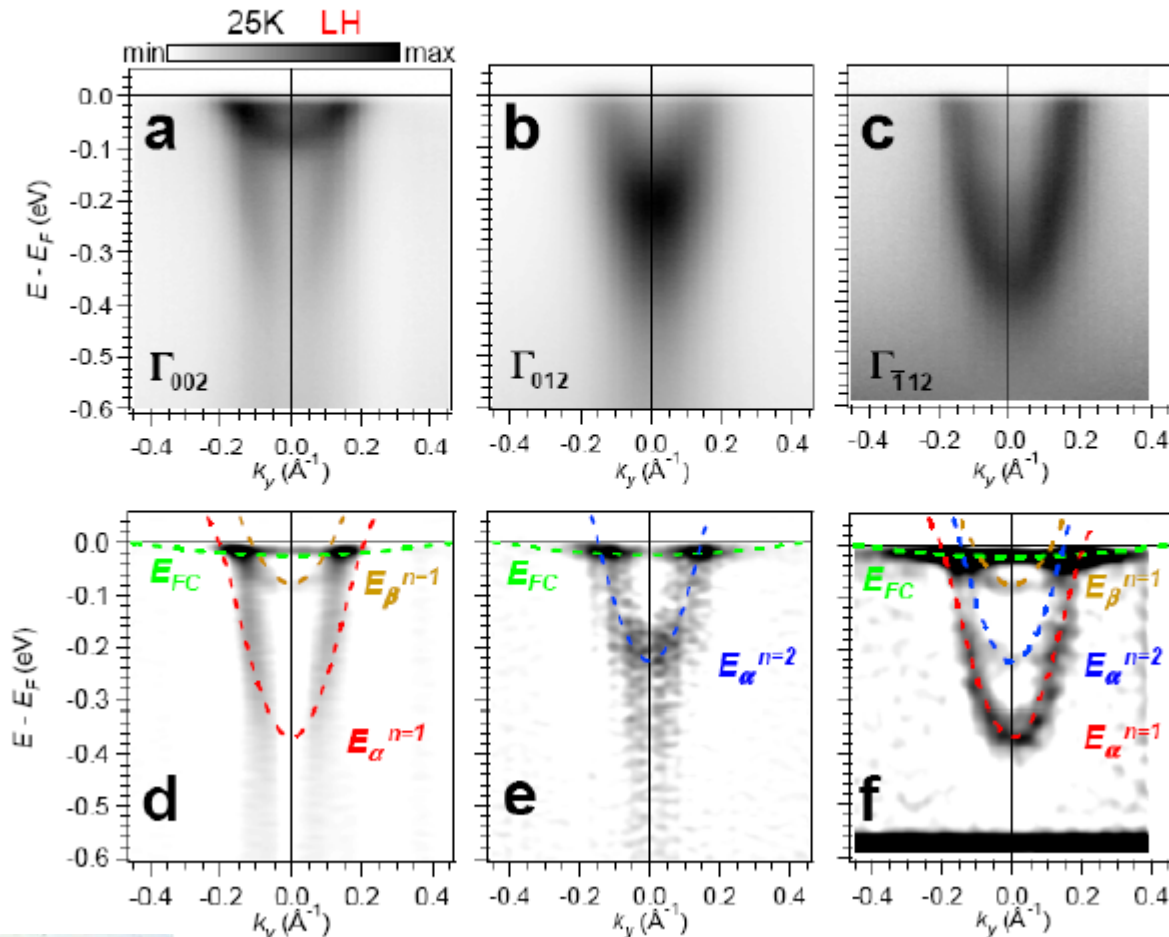 25K LH
min max
0.0
-0.1
-0.2
-0.3
-0.4
-0.5
-0.6
E - E_F (eV)
a
Γ002
-0.4 -0.2 0.0 0.2 0.4
k_y (Å⁻¹)
b
Γ012
-0.4 -0.2 0.0 0.2 0.4
k_y (Å⁻¹)
c
Γ1̅12
-0.4 -0.2 0.0 0.2 0.4
k_y (Å⁻¹)
0.0
-0.1
-0.2
-0.3
-0.4
-0.5
-0.6
E - E_F (eV)
E_FC
E_β^n-1
E_α^n=1
d
-0.4 -0.2 0.0 0.2 0.4
k_y (Å⁻¹)
E_FC
E_α^n=2
e
-0.4 -0.2 0.0 0.2 0.4
k_y (Å⁻¹)
E_FC
E_β^n=1
E_α^n=2
E_α^n=1
f
-0.4 -0.2 0.0 0.2 0.4
k_y (Å⁻¹)